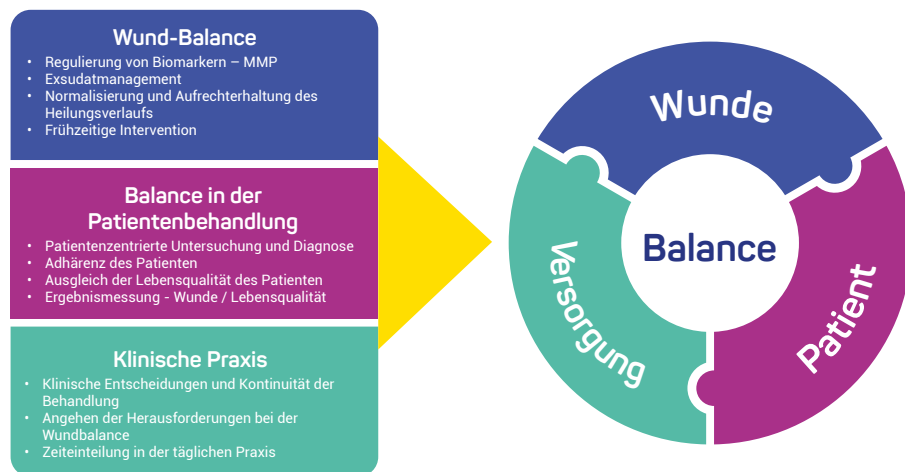 Wund-Balance
• Regulierung von Biomarkern – MMP
• Exsudatmanagement
• Normalisierung und Aufrechterhaltung des
Heilungsverlaufs
• Frühzeitige Intervention
Balance in der
Patientenbehandlung
• Patientenzentrierte Untersuchung und Diagnose
• Adhärenz des Patienten
• Ausgleich der Lebensqualität des Patienten
• Ergebnismessung - Wunde / Lebensqualität
Klinische Praxis
• Klinische Entscheidungen und Kontinuität der
Behandlung
• Angehen der Herausforderungen bei der
Wundbalance
• Zeiteinteilung in der täglichen Praxis
Wunde
Balance
Versorgung
Patient